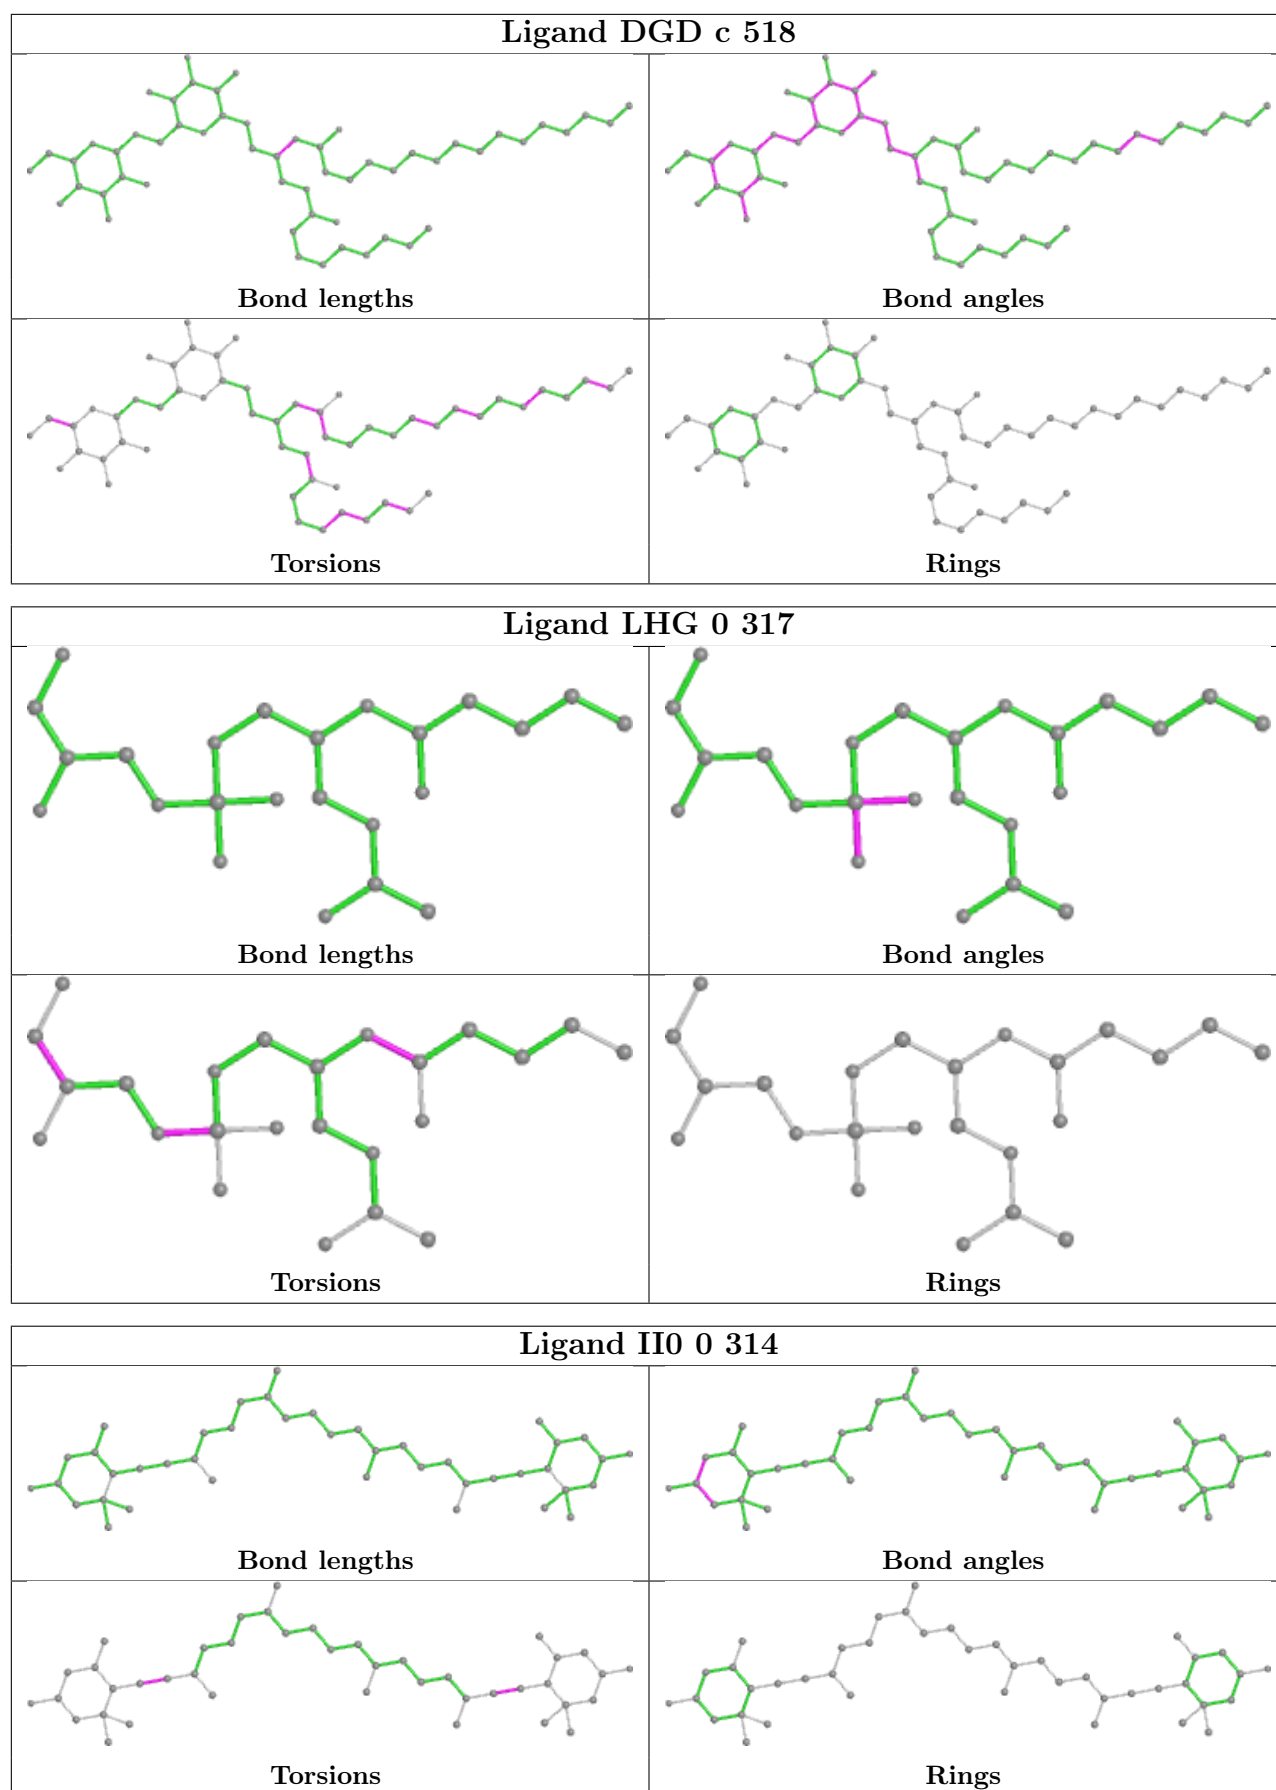 Ligand DGD c 518
Bond lengths
Bond angles
Torsions
Rings
Ligand LHG 0 317
Bond lengths
Bond angles
Torsions
Rings
Ligand II0 0 314
Bond lengths
Bond angles
Torsions
Rings